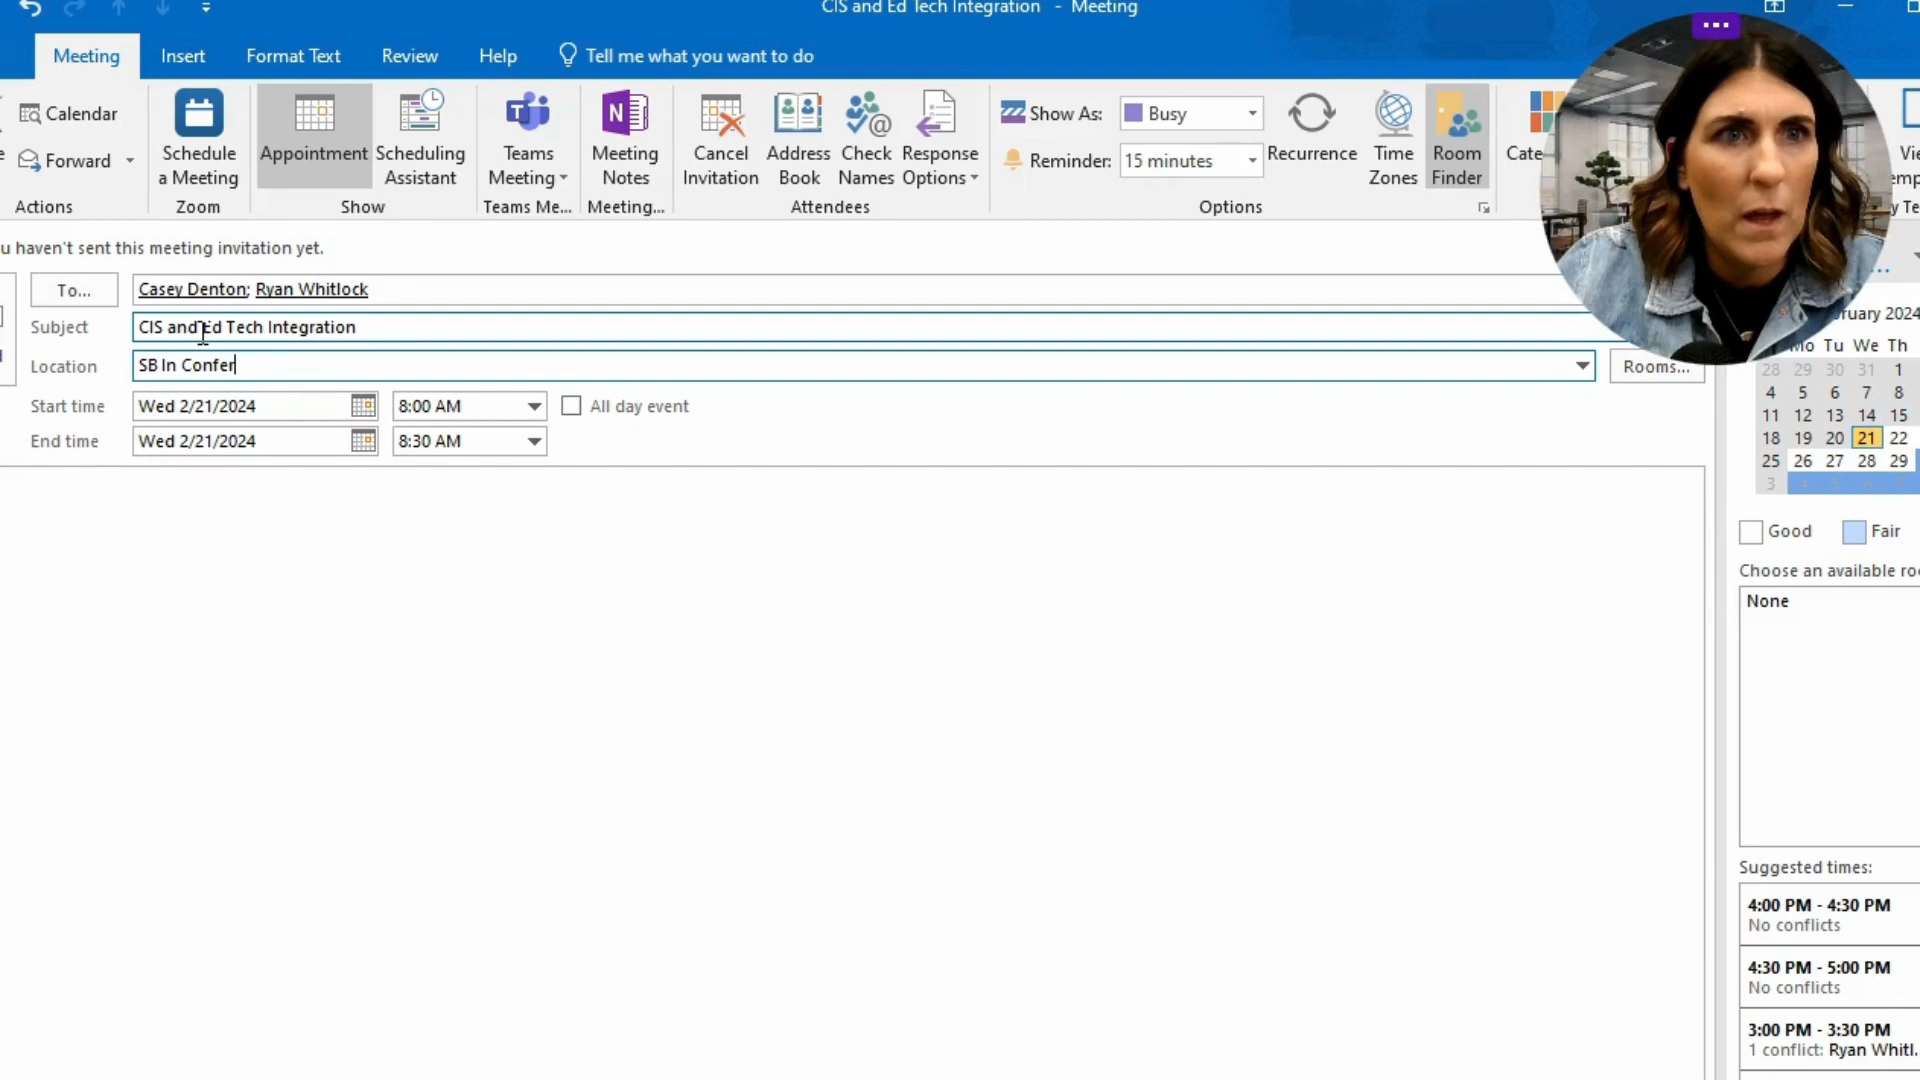 CIS and Ed Tech Integration - Meeting
Meeting Insert Format Text Review Help Tell me what you want to do
Calendar
Forward
Actions
Schedule a Meeting
Zoom
Appointment
Scheduling Assistant
Show
Teams Meeting
Teams Me...
Meeting Notes
Meeting...
Cancel Invitation
Address Book
Check Names
Response Options
Attendees
Show As: Busy
Reminder: 15 minutes
Recurrence
Time Zones
Room Finder
Options
Cate
u haven't sent this meeting invitation yet.
To... Casey Denton; Ryan Whitlock
Subject CIS and Ed Tech Integration
Location SB In Confer
Rooms...
Start time Wed 2/21/2024 8:00 AM All day event
End time Wed 2/21/2024 8:30 AM
ruary 2024
Mo Tu We Th
28 29 30 31 1
4 5 6 7 8
11 12 13 14 15
18 19 20 21 22
25 26 27 28 29
3 4 5 6 7
Good Fair
Choose an available ro
None
Suggested times:
4:00 PM - 4:30 PM
No conflicts
4:30 PM - 5:00 PM
No conflicts
3:00 PM - 3:30 PM
1 conflict: Ryan Whitl.